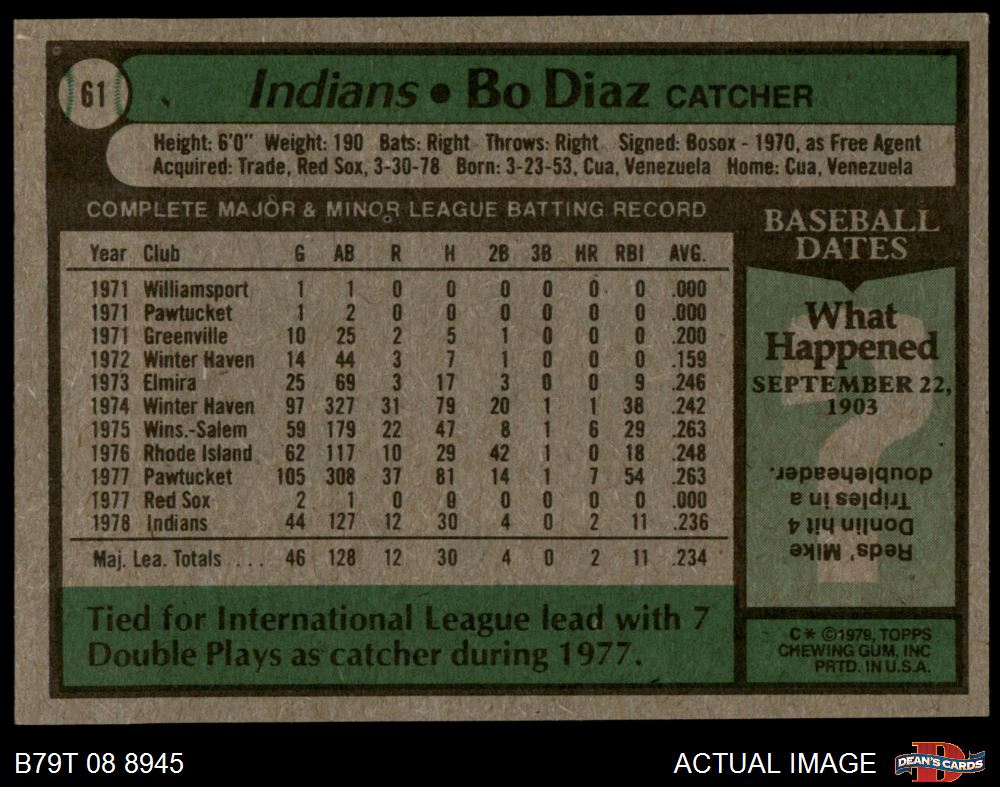 61
Indians • Bo Diaz CATCHER
Height: 6'0" Weight: 190 Bats: Right Throws: Right Signed: Bosox - 1970, as Free Agent
Acquired: Trade, Red Sox, 3-30-78 Born: 3-23-53, Cua, Venezuela Home: Cua, Venezuela
COMPLETE MAJOR & MINOR LEAGUE BATTING RECORD
Year Club G AB R H 2B 3B HR RBI AVG.
1971 Williamsport 1 1 0 0 0 0 0 0 .000
1971 Pawtucket 1 2 0 0 0 0 0 0 .000
1971 Greenville 10 25 2 5 1 0 0 0 .200
1972 Winter Haven 14 44 3 7 1 0 0 0 .159
1973 Elmira 25 69 3 17 3 0 0 9 .246
1974 Winter Haven 97 327 31 79 20 1 1 38 .242
1975 Wins.-Salem 59 179 22 47 8 1 6 29 .263
1976 Rhode Island 62 117 10 29 42 1 0 18 .248
1977 Pawtucket 105 308 37 81 14 1 7 54 .263
1977 Red Sox 2 1 0 0 0 0 0 0 .000
1978 Indians 44 127 12 30 4 0 2 11 .236
Maj. Lea. Totals ... 46 128 12 30 4 0 2 11 .234
Tied for International League lead with 7
Double Plays as catcher during 1977.
BASEBALL
DATES
What
Happened
SEPTEMBER 22,
1903
Reds' Mike
Donlin hit 4
Triples in a
doubleheader.
C* ©1979, TOPPS
CHEWING GUM, INC
PRTD. IN U.S.A.
B79T 08 8945
ACTUAL IMAGE
D
DEAN'S CARDS